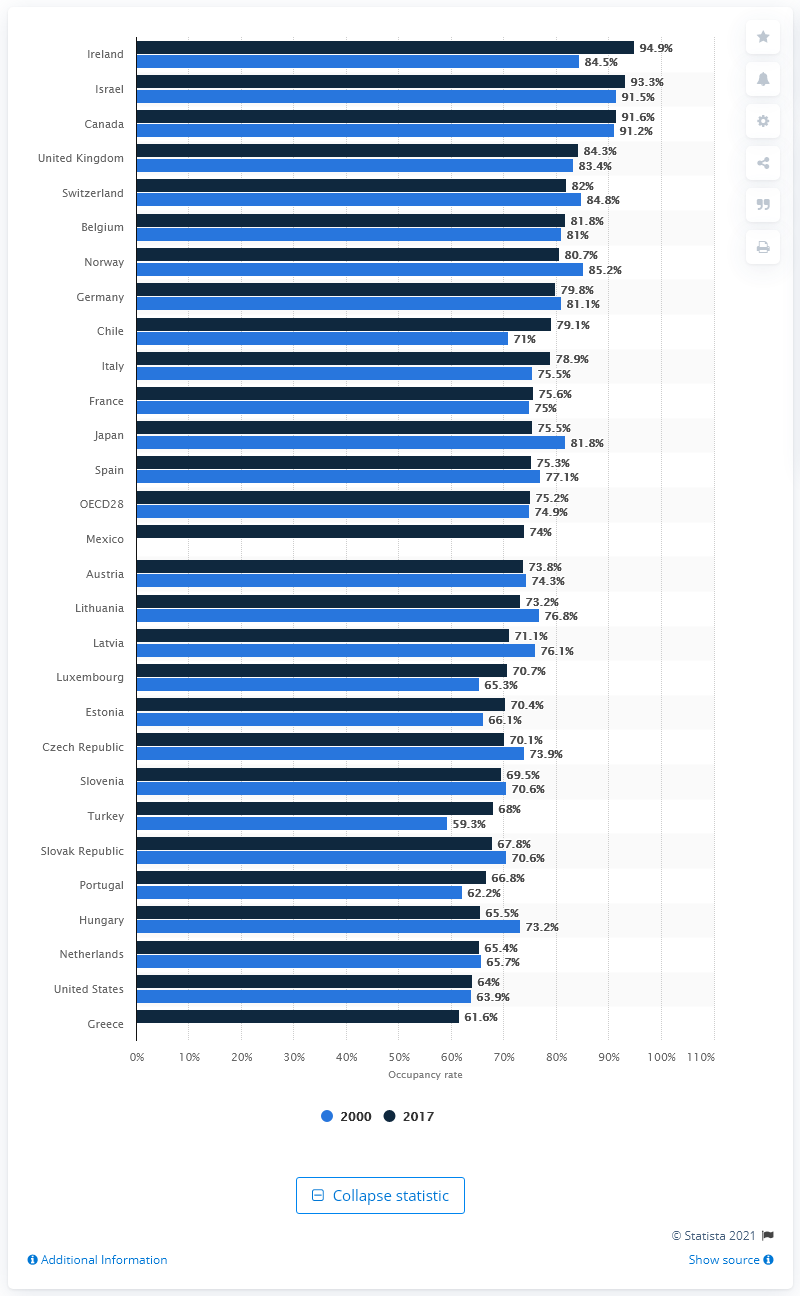 Ireland 94.9%
84.5%
Israel 93.3%
91.5%
Canada 91.6%
91.2%
United Kingdom 84.3%
83.4%
Switzerland 82%
84.8%
Belgium 81.8%
81%
Norway 80.7%
85.2%
Germany 79.8%
81.1%
Chile 79.1%
71%
Italy 78.9%
75.5%
France 75.6%
75%
Japan 75.5%
81.8%
Spain 75.3%
77.1%
OECD28 75.2%
74.9%
Mexico 74%
Austria 73.8%
74.3%
Lithuania 73.2%
76.8%
Latvia 71.1%
76.1%
Luxembourg 70.7%
65.3%
Estonia 70.4%
66.1%
Czech Republic 70.1%
73.9%
Slovenia 69.5%
70.6%
Turkey 68%
59.3%
Slovak Republic 67.8%
70.6%
Portugal 66.8%
62.2%
Hungary 65.5%
73.2%
Netherlands 65.4%
65.7%
United States 64%
63.9%
Greece 61.6%
0% 10% 20% 30% 40% 50% 60% 70% 80% 90% 100% 110%
Occupancy rate
2000 2017
Collapse statistic
© Statista 2021
Additional Information Show source